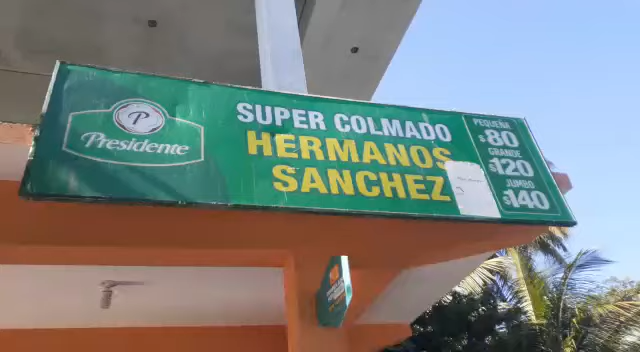 P
Presidente
SUPER COLMADO
HERMANOS
SANCHEZ
PEQUEÑA
$80
GRANDE
$120
JUMBO
$140